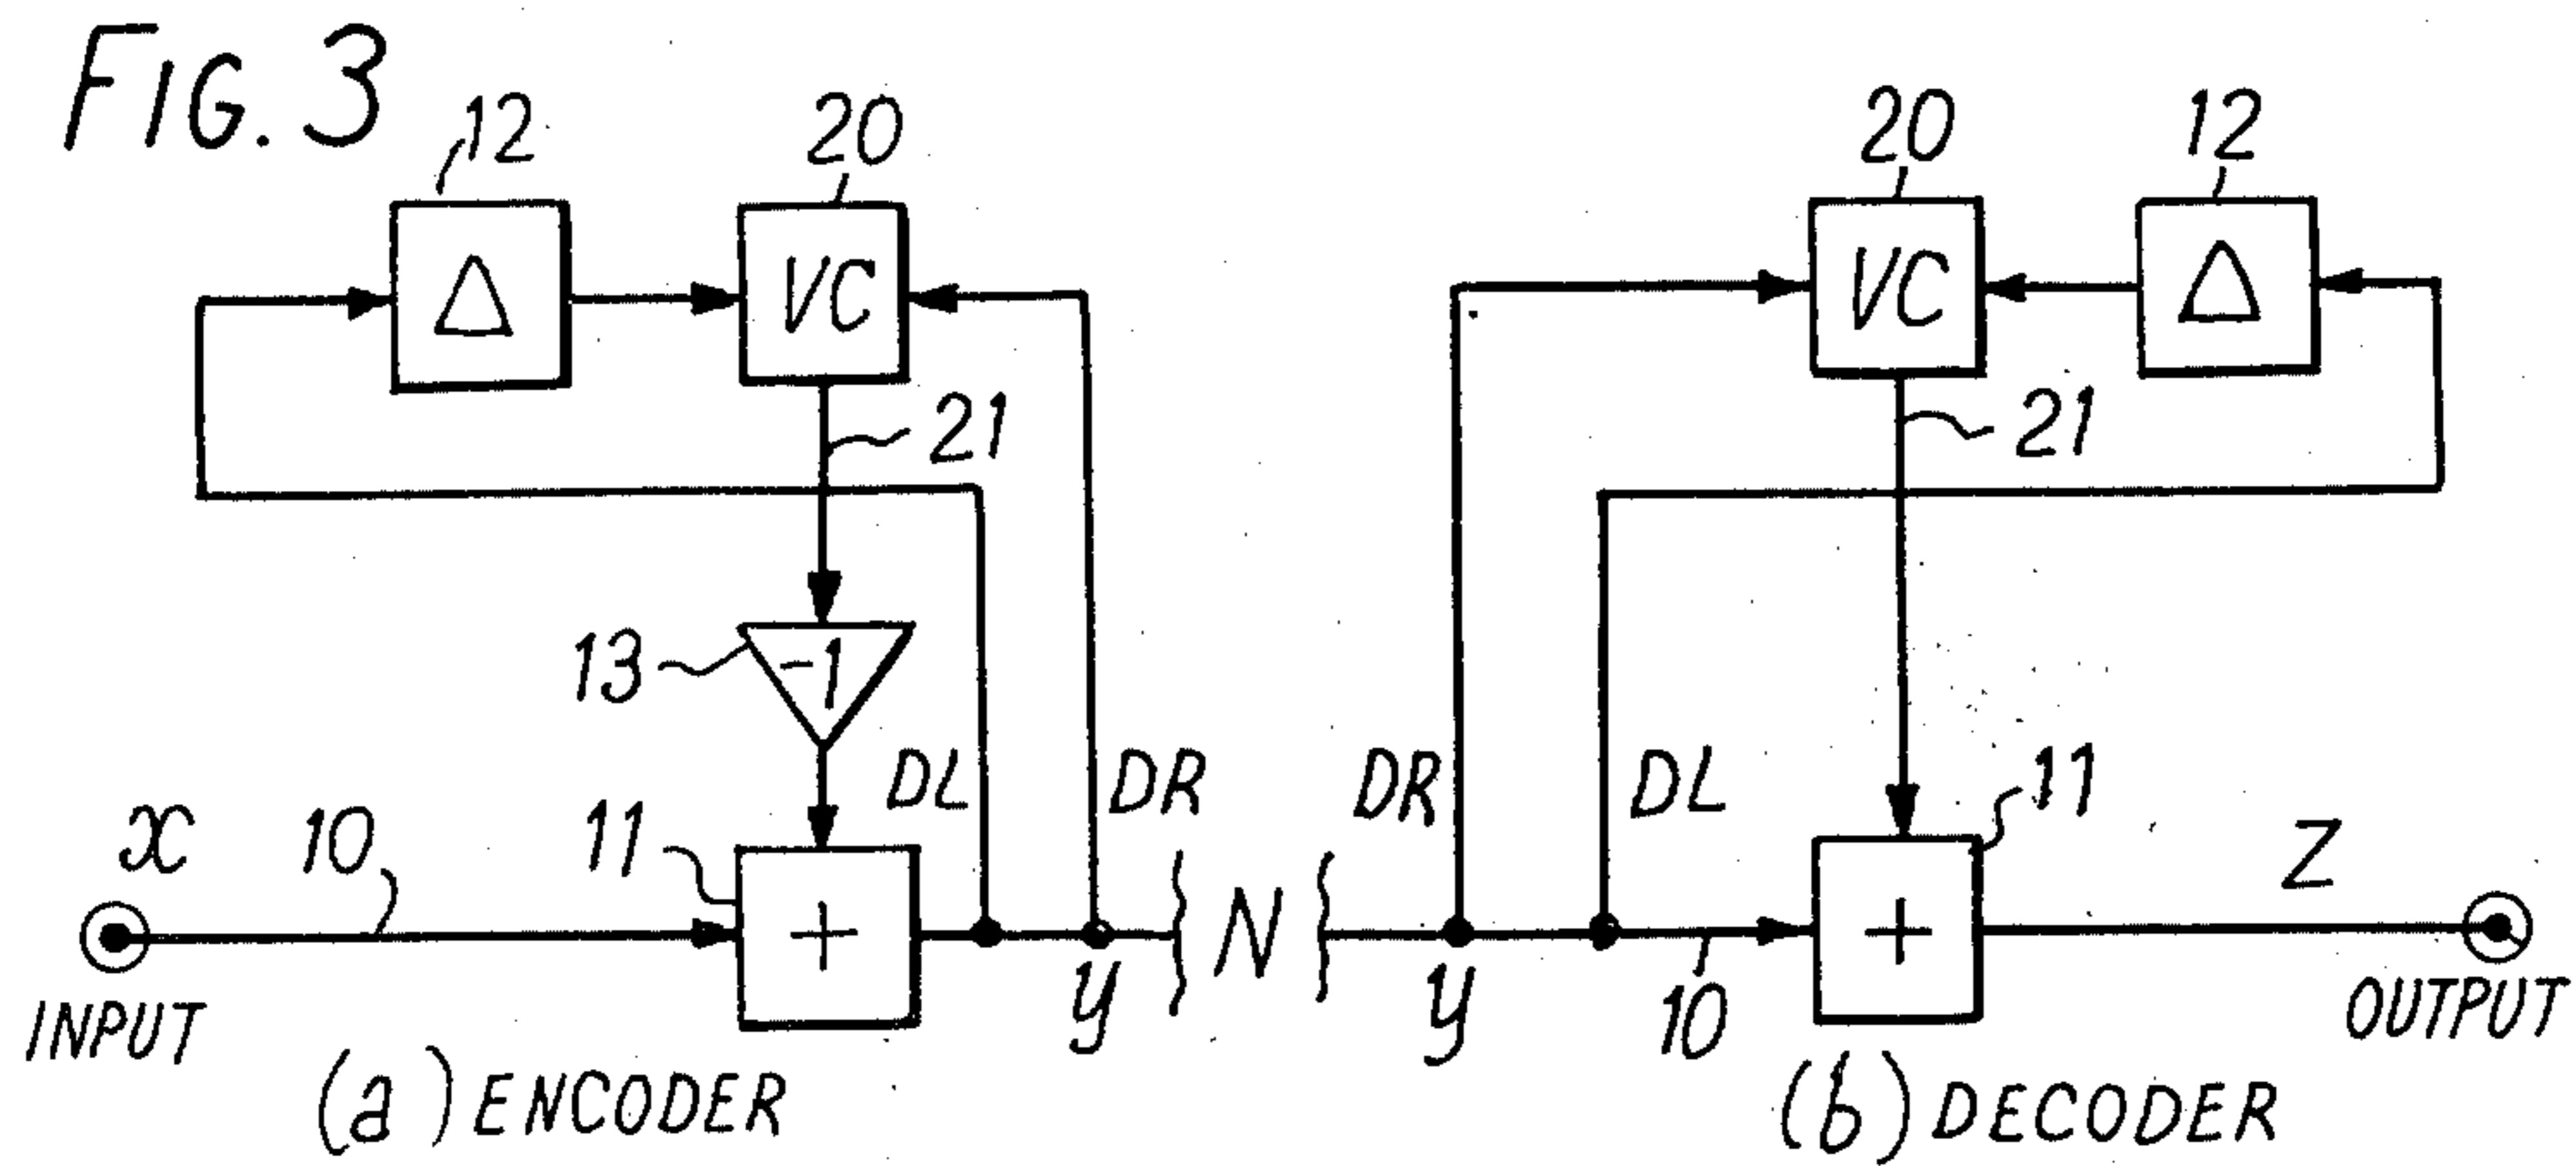 FIG. 3
12
20
20
12
Δ
VC
VC
Δ
21
21
13
-1
DL
DR
DR
DL
11
x
10
11
+
N
+
Z
INPUT
y
y
10
OUTPUT
(a) ENCODER
(b) DECODER